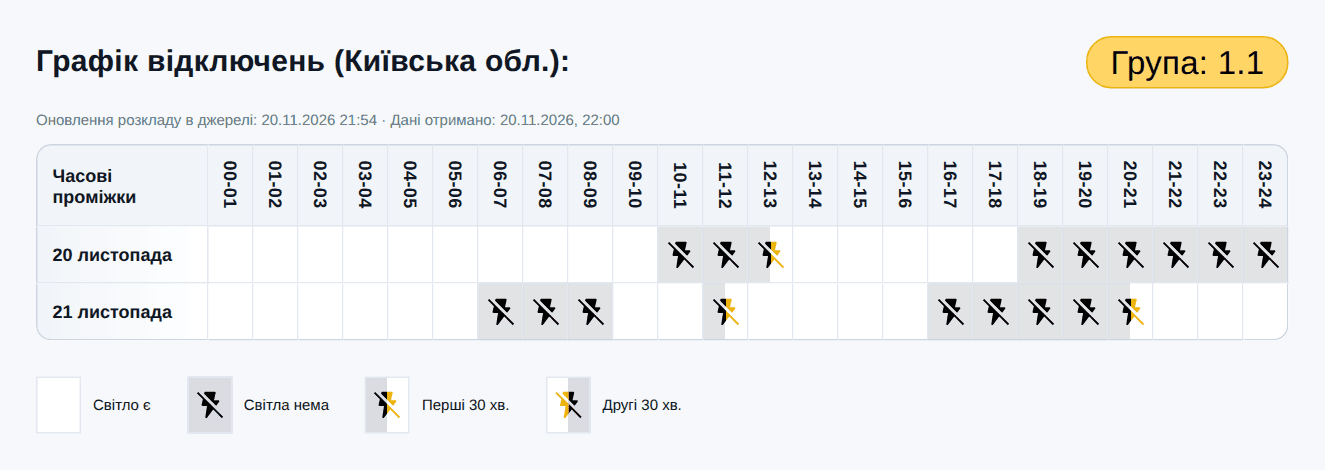 Графік відключень (Київська обл.):
Група: 1.1
Оновлення розкладу в джерелі: 20.11.2026 21:54 · Дані отримано: 20.11.2026, 22:00
Часові
проміжки
00-01
01-02
02-03
03-04
04-05
05-06
06-07
07-08
08-09
09-10
10-11
11-12
12-13
13-14
14-15
15-16
16-17
17-18
18-19
19-20
20-21
21-22
22-23
23-24
20 листопада
21 листопада
Світло є
Світла нема
Перші 30 хв.
Другі 30 хв.